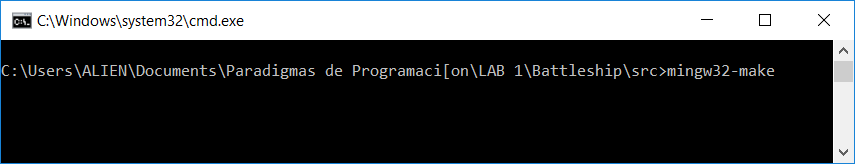 C:\Windows\system32\cmd.exe
C:\Users\ALIEN\Documents\Paradigmas de Programaci[on\LAB 1\Battleship\src>mingw32-make